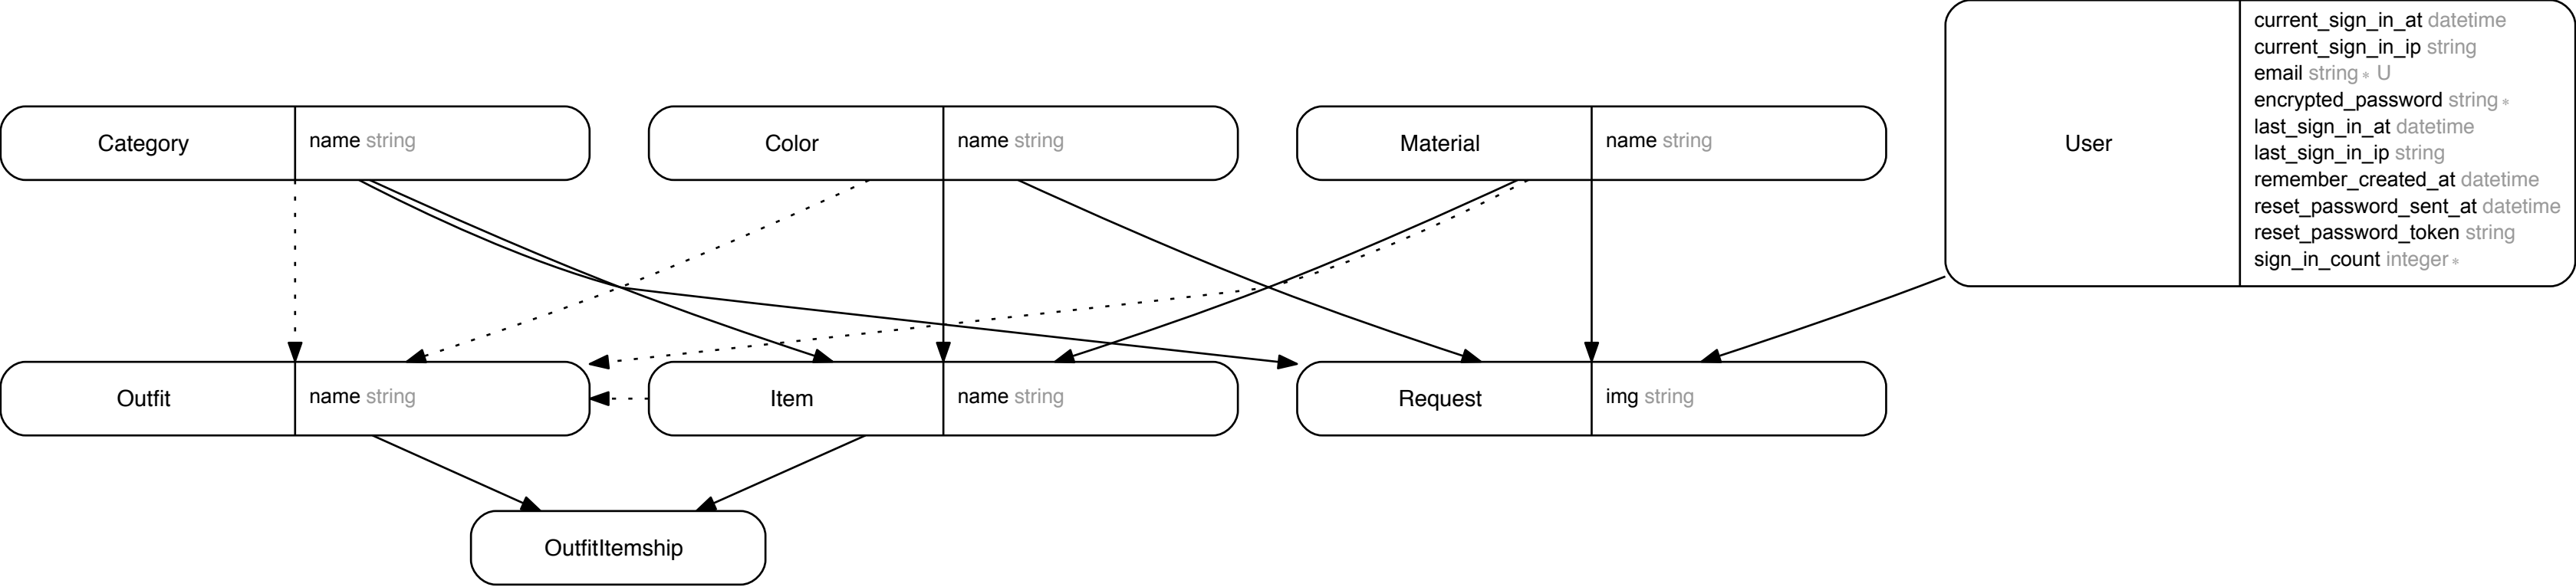 current_sign_in_at datetime
current_sign_in_ip string
email string * U
encrypted_password string *
last_sign_in_at datetime
last_sign_in_ip string
remember_created_at datetime
reset_password_sent_at datetime
reset_password_token string
sign_in_count integer *
User
Category
name string
Color
name string
Material
name string
Outfit
name string
Item
name string
Request
img string
OutfitItemship